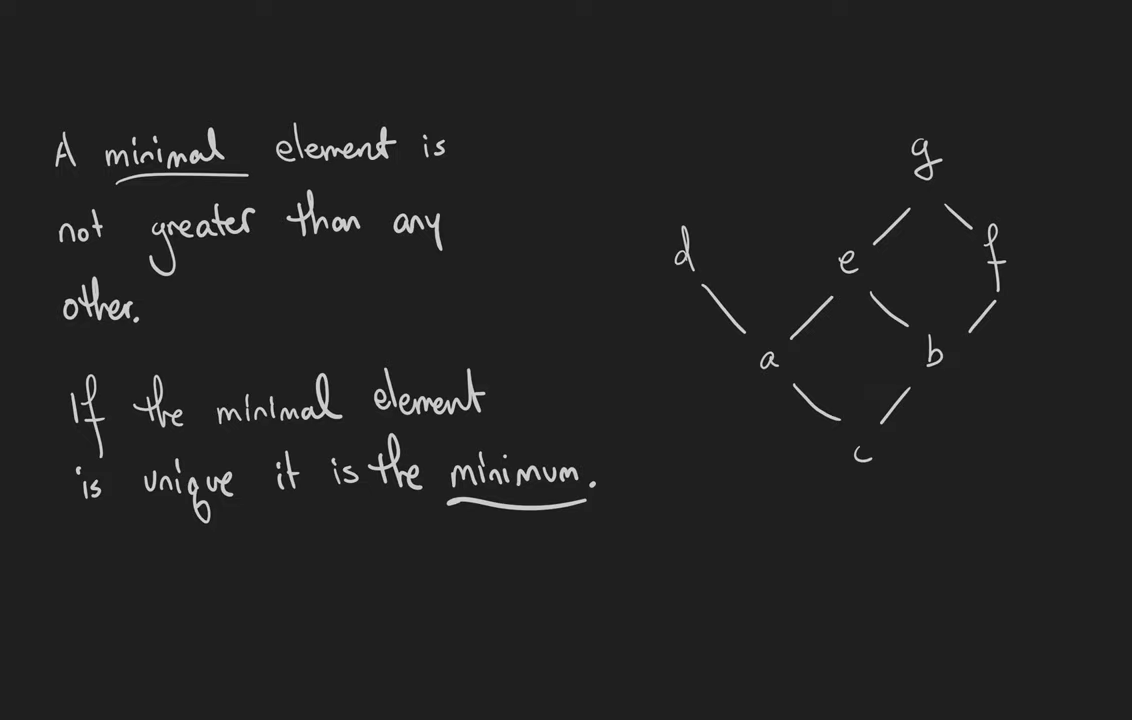 A minimal element is
not greater than any
other.
If the minimal element
is unique it is the minimum.
g
d
e
f
a
b
c